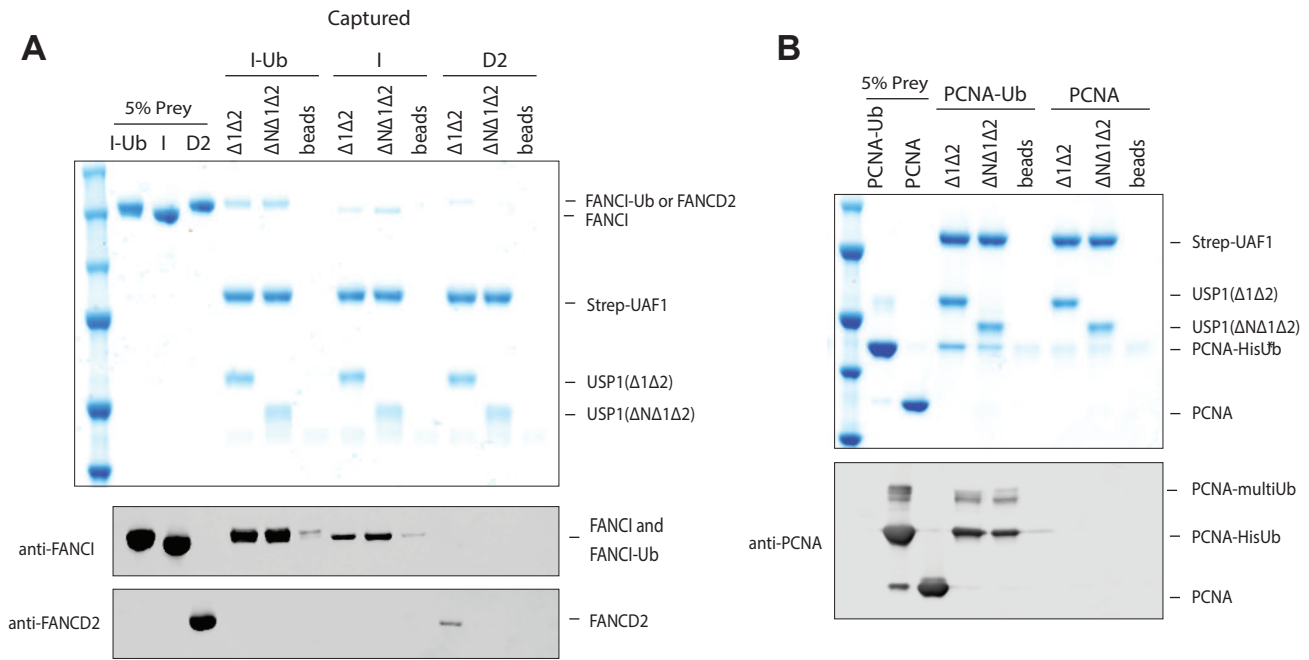 Captured
A
I-Ub I D2
5% Prey
Δ1Δ2 ΔNΔ1Δ2 beads Δ1Δ2 ΔNΔ1Δ2 beads Δ1Δ2 ΔNΔ1Δ2
I-Ub I D2
FANCI-Ub or FANCD2
FANCI
Strep-UAF1
USP1(Δ1Δ2)
USP1(ΔNΔ1Δ2)
anti-FANCI
FANCI and
FANCI-Ub
anti-FANCD2
FANCD2
B
5% Prey PCNA-Ub PCNA
PCNA-Ub PCNA Δ1Δ2 ΔNΔ1Δ2 beads Δ1Δ2 ΔNΔ1Δ2 beads
Strep-UAF1
USP1(Δ1Δ2)
USP1(ΔNΔ1Δ2)
PCNA-HisUb*
PCNA
anti-PCNA
PCNA-multiUb
PCNA-HisUb
PCNA